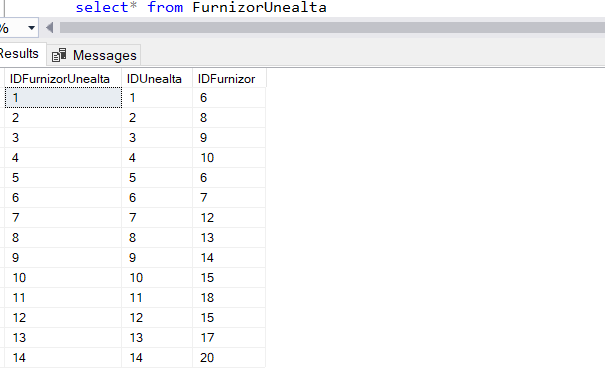 select* from FurnizorUnealta
%
Results Messages
IDFurnizorUnealta IDUnealta IDFurnizor
1 1 6
2 2 8
3 3 9
4 4 10
5 5 6
6 6 7
7 7 12
8 8 13
9 9 14
10 10 15
11 11 18
12 12 15
13 13 17
14 14 20